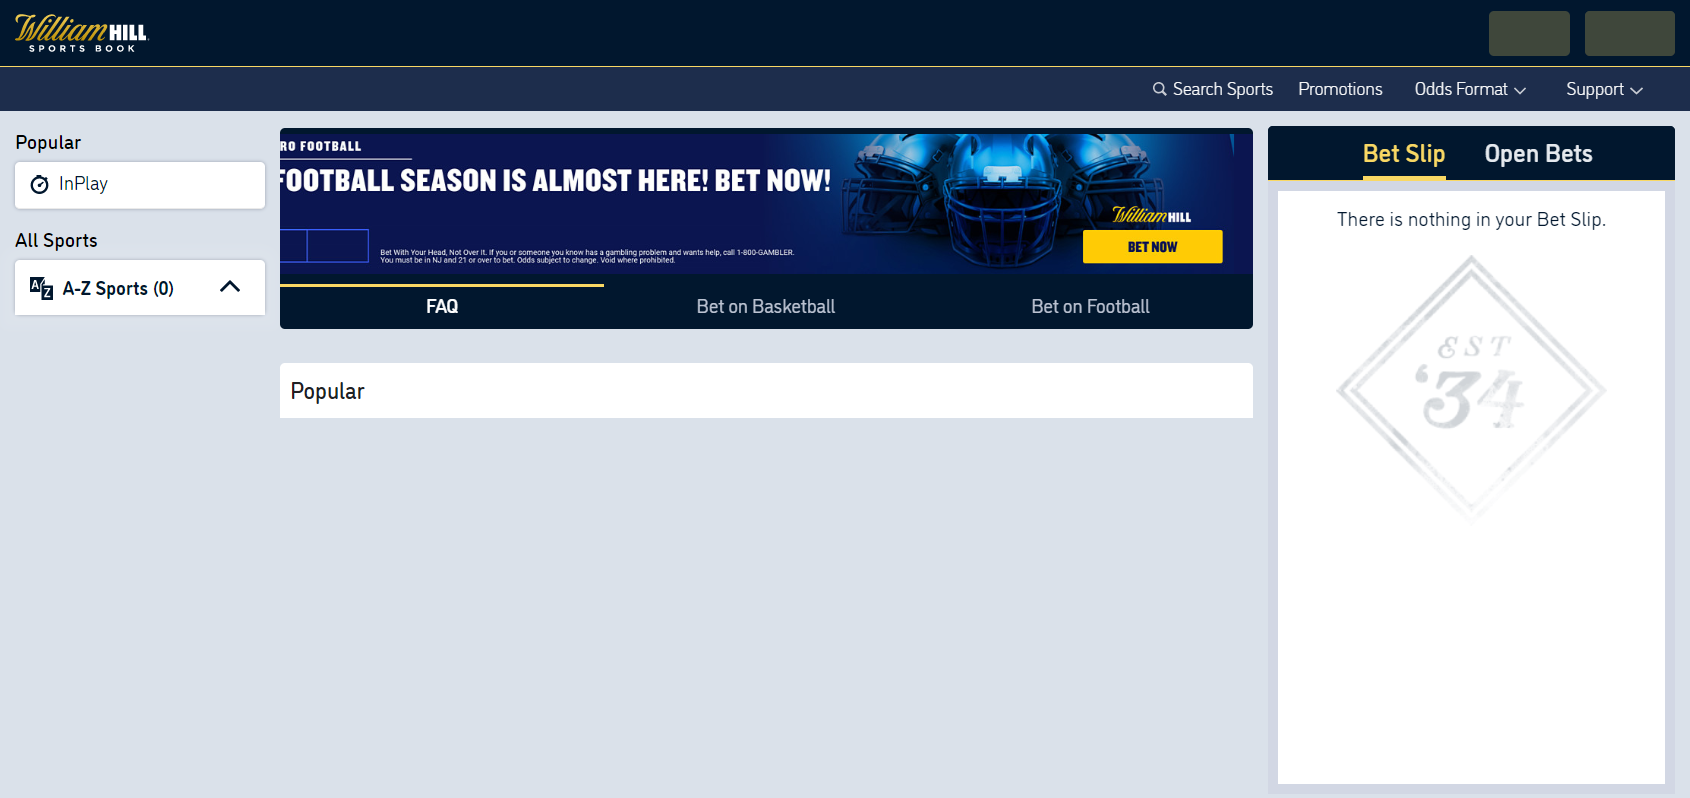 William HILL
SPORTS BOOK
Search Sports
Promotions
Odds Format
Support
Popular
InPlay
All Sports
AZ A-Z Sports (0)
RO FOOTBALL
FOOTBALL SEASON IS ALMOST HERE! BET NOW!
Bet With Your Head, Not Over It. If you or someone you know has a gambling problem and wants help, call 1-800-GAMBLER.
You must be in NJ and 21 or over to bet. Odds subject to change. Void where prohibited.
William HILL
BET NOW
FAQ
Bet on Basketball
Bet on Football
Popular
Bet Slip
Open Bets
There is nothing in your Bet Slip.
EST
‘34